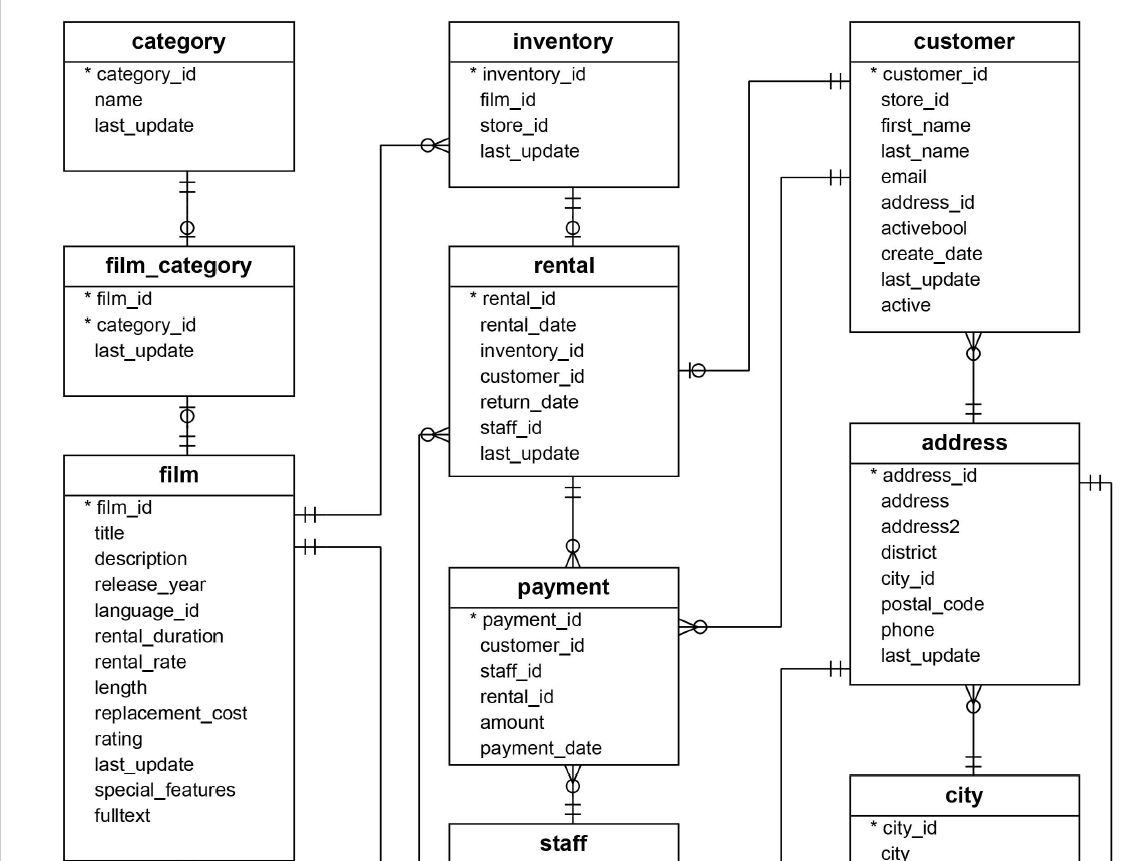 category
* category_id
name
last_update
film_category
* film_id
* category_id
last_update
film
* film_id
title
description
release_year
language_id
rental_duration
rental_rate
length
replacement_cost
rating
last_update
special_features
fulltext
inventory
* inventory_id
film_id
store_id
last_update
rental
* rental_id
rental_date
inventory_id
customer_id
return_date
staff_id
last_update
payment
* payment_id
customer_id
staff_id
rental_id
amount
payment_date
staff
customer
* customer_id
store_id
first_name
last_name
email
address_id
activebool
create_date
last_update
active
address
* address_id
address
address2
district
city_id
postal_code
phone
last_update
city
* city_id
city